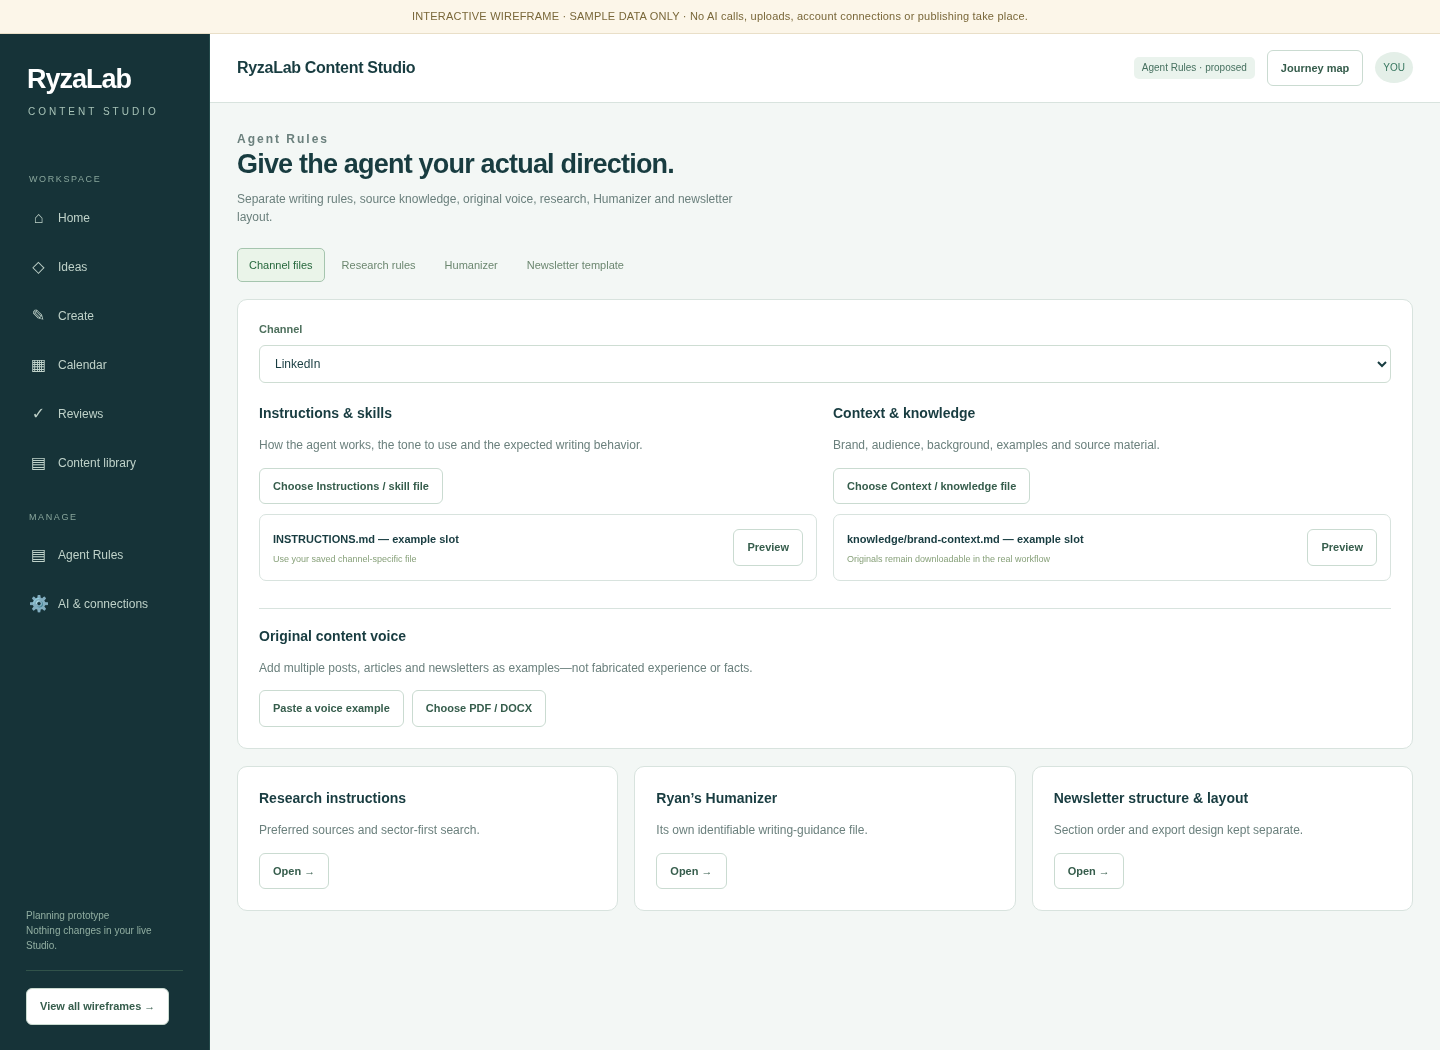 INTERACTIVE WIREFRAME · SAMPLE DATA ONLY · No AI calls, uploads, account connections or publishing take place.
RyzaLab
CONTENT STUDIO
WORKSPACE
Home
Ideas
Create
Calendar
Reviews
Content library
MANAGE
Agent Rules
AI & connections
Planning prototype
Nothing changes in your live
Studio.
View all wireframes →
RyzaLab Content Studio
Agent Rules · proposed
Journey map
YOU
Agent Rules
Give the agent your actual direction.
Separate writing rules, source knowledge, original voice, research, Humanizer and newsletter
layout.
Channel files
Research rules
Humanizer
Newsletter template
Channel
LinkedIn
Instructions & skills
How the agent works, the tone to use and the expected writing behavior.
Choose Instructions / skill file
INSTRUCTIONS.md — example slot
Use your saved channel-specific file
Preview
Context & knowledge
Brand, audience, background, examples and source material.
Choose Context / knowledge file
knowledge/brand-context.md — example slot
Originals remain downloadable in the real workflow
Preview
Original content voice
Add multiple posts, articles and newsletters as examples—not fabricated experience or facts.
Paste a voice example
Choose PDF / DOCX
Research instructions
Preferred sources and sector-first search.
Open →
Ryan’s Humanizer
Its own identifiable writing-guidance file.
Open →
Newsletter structure & layout
Section order and export design kept separate.
Open →